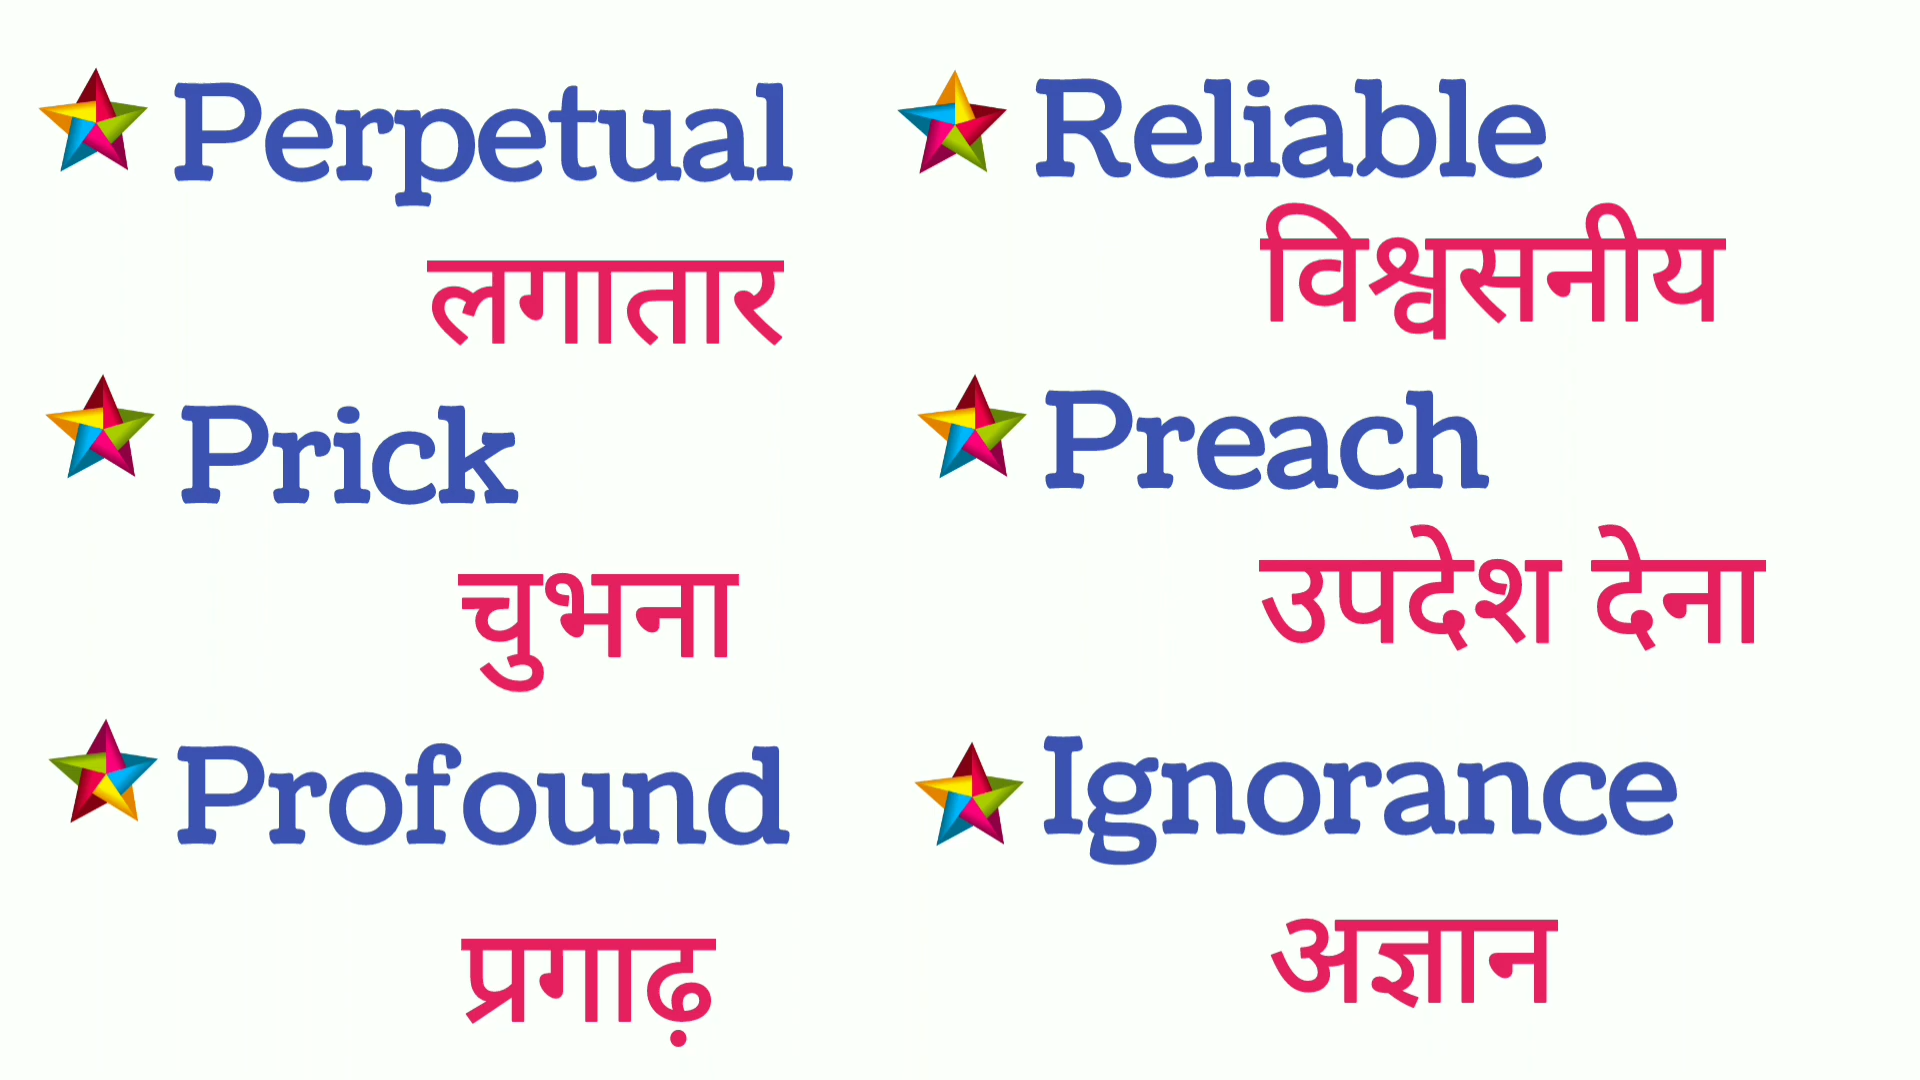 Perpetual
लगातार
Reliable
विश्वसनीय
Prick
चुभना
Preach
उपदेश देना
Profound
प्रगाढ़
Ignorance
अज्ञान